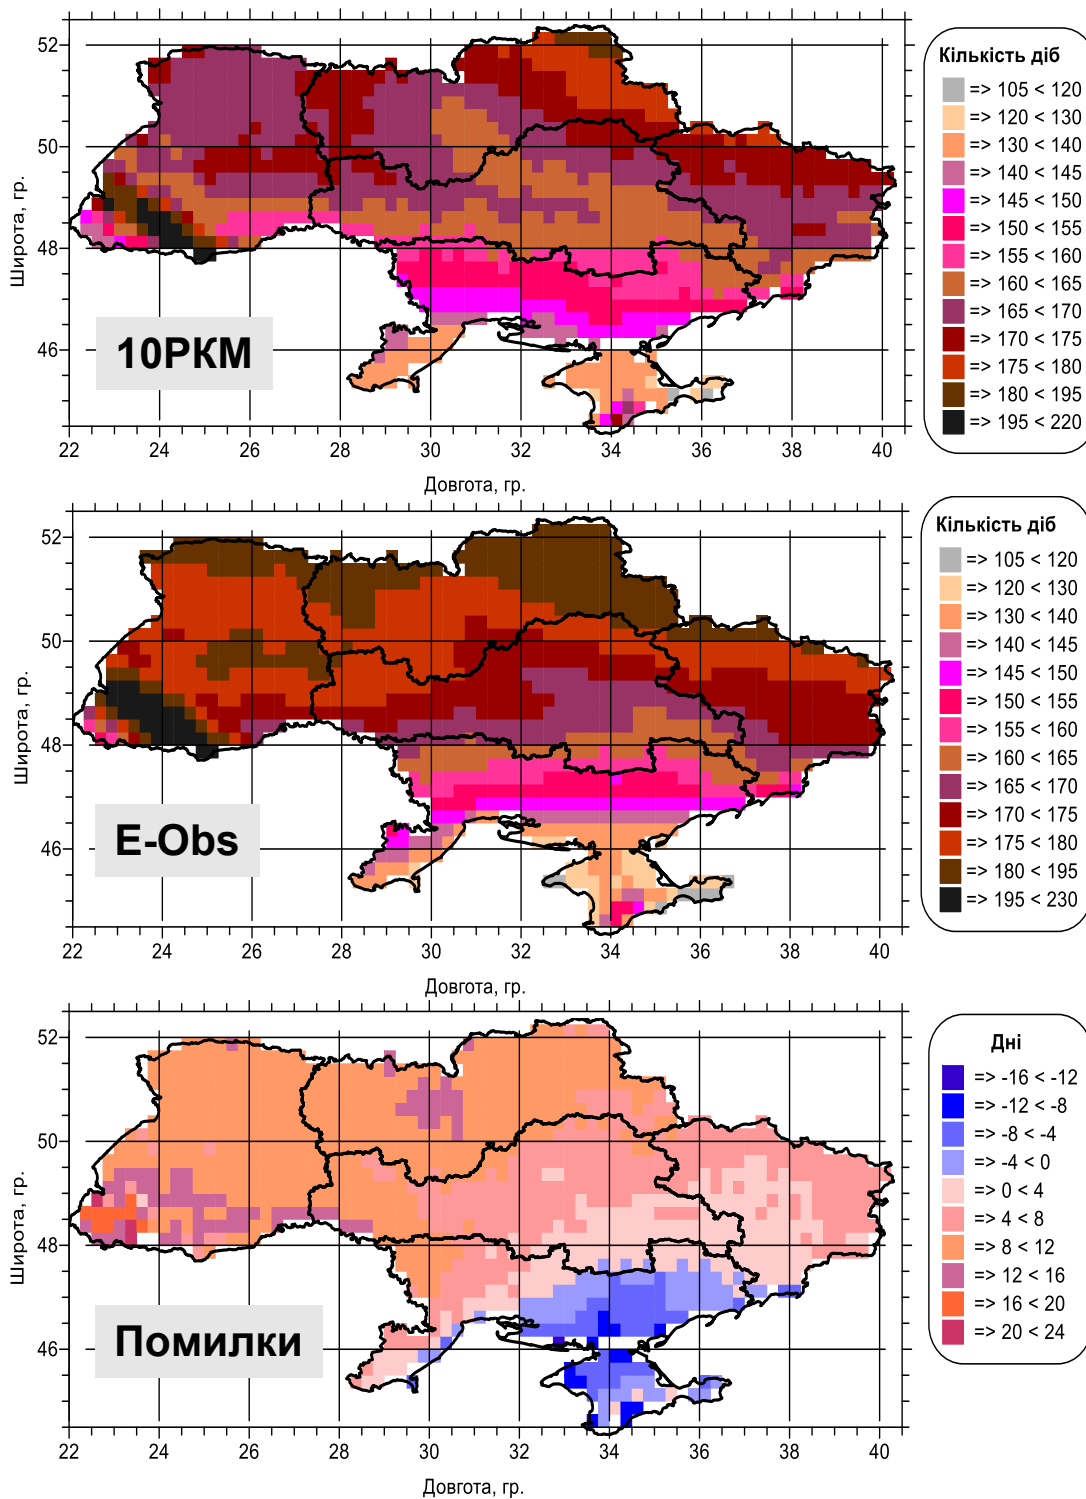 52
50
48
46
Широта, гр.
10РКМ
22 24 26 28 30 32 34 36 38 40
Довгота, гр.
Кількість діб
=> 105 < 120
=> 120 < 130
=> 130 < 140
=> 140 < 145
=> 145 < 150
=> 150 < 155
=> 155 < 160
=> 160 < 165
=> 165 < 170
=> 170 < 175
=> 175 < 180
=> 180 < 195
=> 195 < 220
52
50
48
46
Широта, гр.
E-Obs
22 24 26 28 30 32 34 36 38 40
Довгота, гр.
Кількість діб
=> 105 < 120
=> 120 < 130
=> 130 < 140
=> 140 < 145
=> 145 < 150
=> 150 < 155
=> 155 < 160
=> 160 < 165
=> 165 < 170
=> 170 < 175
=> 175 < 180
=> 180 < 195
=> 195 < 230
52
50
48
46
Широта, гр.
Помилки
22 24 26 28 30 32 34 36 38 40
Довгота, гр.
Дні
=> -16 < -12
=> -12 < -8
=> -8 < -4
=> -4 < 0
=> 0 < 4
=> 4 < 8
=> 8 < 12
=> 12 < 16
=> 16 < 20
=> 20 < 24